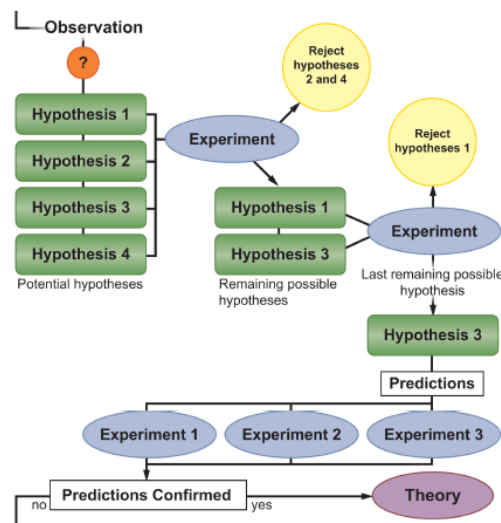 Observation
?
Hypothesis 1
Hypothesis 2
Hypothesis 3
Hypothesis 4
Potential hypotheses
Experiment
Reject
hypotheses
2 and 4
Hypothesis 1
Hypothesis 3
Remaining possible
hypotheses
Experiment
Reject
hypotheses 1
Last remaining possible
hypothesis
Hypothesis 3
Predictions
Experiment 1
Experiment 2
Experiment 3
no
Predictions Confirmed
yes
Theory